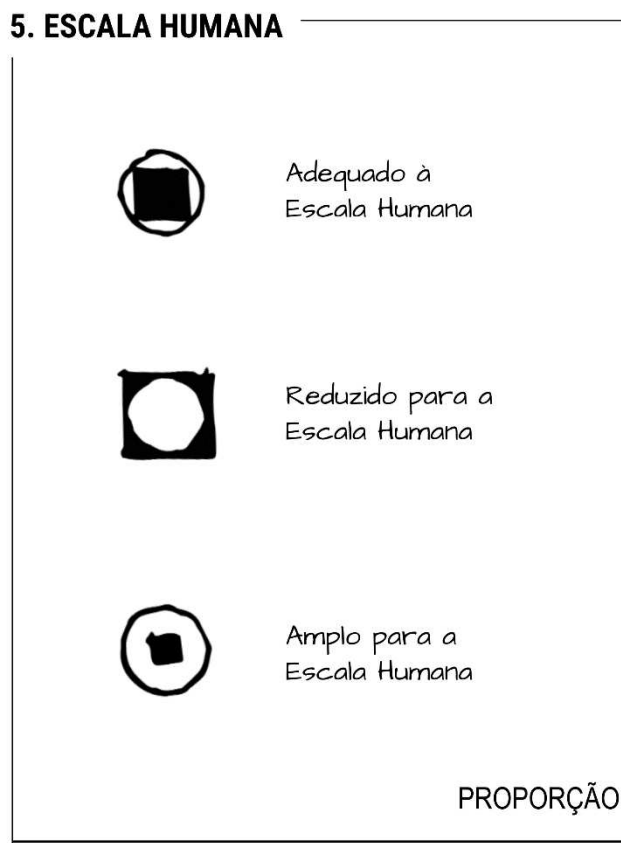 5. ESCALA HUMANA
Adequado à
Escala Humana
Reduzido para a
Escala Humana
Amplo para a
Escala Humana
PROPORÇÃO